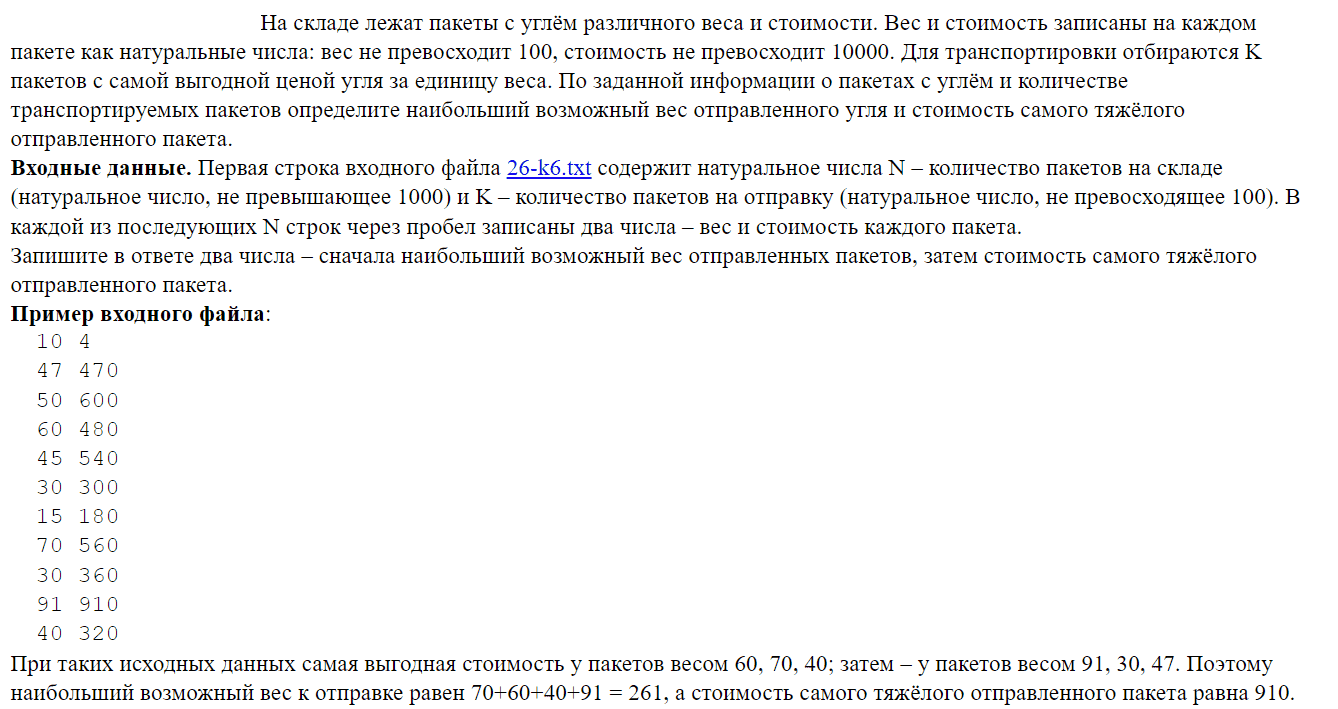 На складе лежат пакеты с углём различного веса и стоимости. Вес и стоимость записаны на каждом
пакете как натуральные числа: вес не превосходит 100, стоимость не превосходит 10000. Для транспортировки отбираются K
пакетов с самой выгодной ценой угля за единицу веса. По заданной информации о пакетах с углём и количестве
транспортируемых пакетов определите наибольший возможный вес отправленного угля и стоимость самого тяжёлого
отправленного пакета.
Входные данные. Первая строка входного файла 26-k6.txt содержит натуральное числа N – количество пакетов на складе
(натуральное число, не превышающее 1000) и K – количество пакетов на отправку (натуральное число, не превосходящее 100). В
каждой из последующих N строк через пробел записаны два числа – вес и стоимость каждого пакета.
Запишите в ответе два числа – сначала наибольший возможный вес отправленных пакетов, затем стоимость самого тяжёлого
отправленного пакета.
Пример входного файла:
10 4
47 470
50 600
60 480
45 540
30 300
15 180
70 560
30 360
91 910
40 320
При таких исходных данных самая выгодная стоимость у пакетов весом 60, 70, 40; затем – у пакетов весом 91, 30, 47. Поэтому
наибольший возможный вес к отправке равен 70+60+40+91 = 261, а стоимость самого тяжёлого отправленного пакета равна 910.